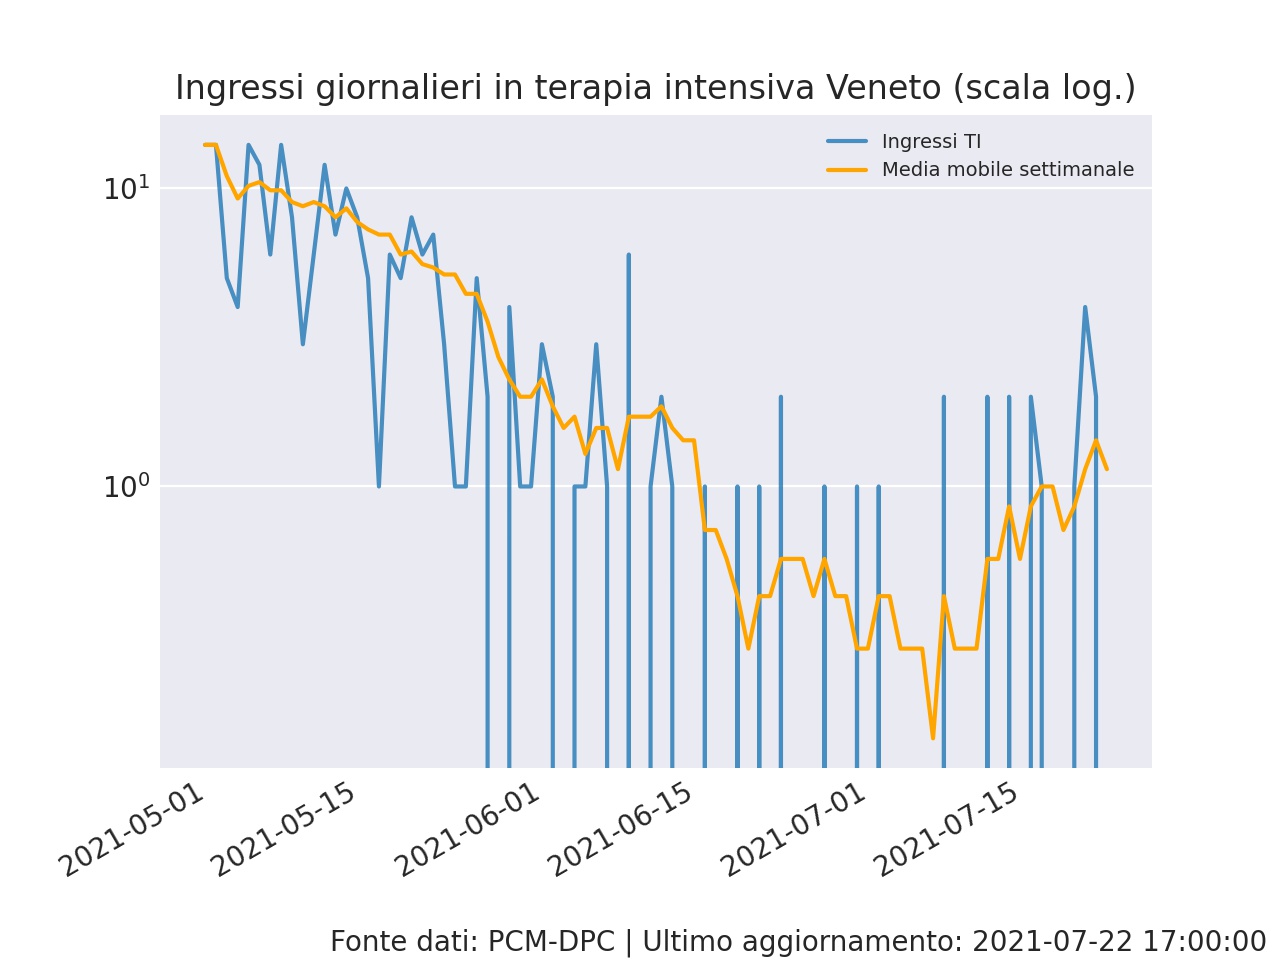 Ingressi giornalieri in terapia intensiva Veneto (scala log.)
Ingressi TI
Media mobile settimanale
10¹
10⁰
2021-05-01
2021-05-15
2021-06-01
2021-06-15
2021-07-01
2021-07-15
Fonte dati: PCM-DPC | Ultimo aggiornamento: 2021-07-22 17:00:00